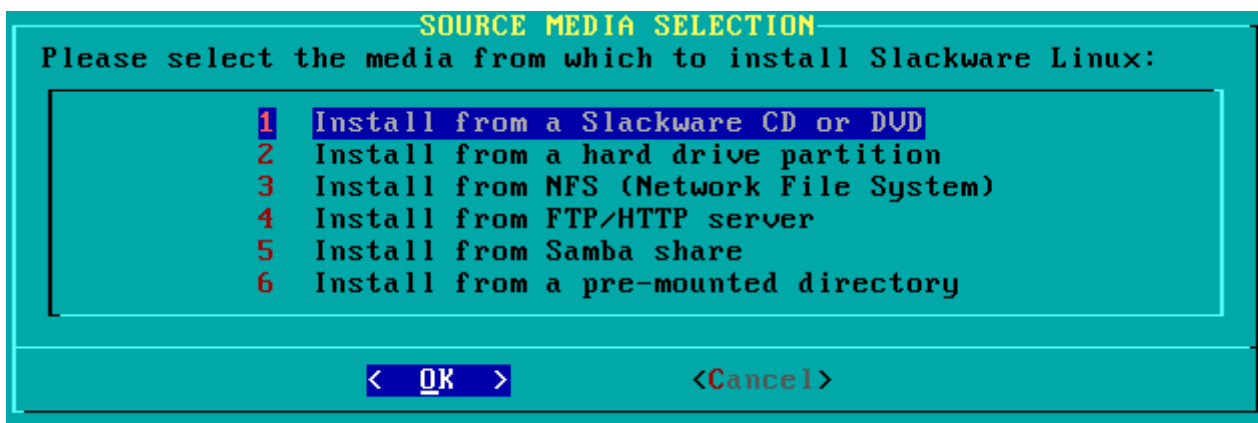 SOURCE MEDIA SELECTION
Please select the media from which to install Slackware Linux:
1 Install from a Slackware CD or DVD
2 Install from a hard drive partition
3 Install from NFS (Network File System)
4 Install from FTP/HTTP server
5 Install from Samba share
6 Install from a pre-mounted directory
< OK > <Cancel>